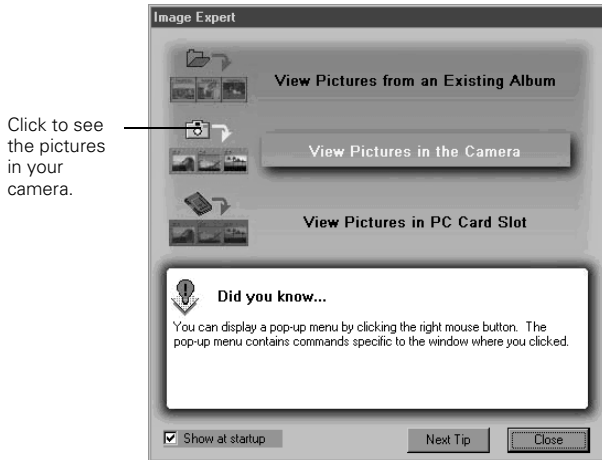 Image Expert
View Pictures from an Existing Album
Click to see
the pictures
in your
camera.
View Pictures in the Camera
View Pictures in PC Card Slot
Did you know...
You can display a pop-up menu by clicking the right mouse button. The
pop-up menu contains commands specific to the window where you clicked.
Show at startup
Next Tip
Close